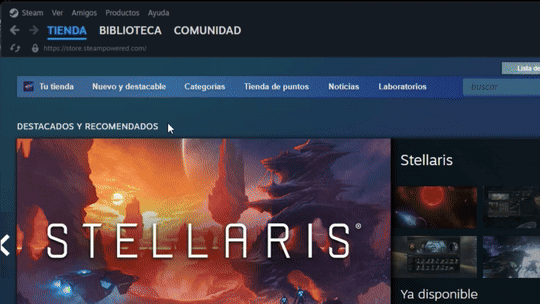 Steam Ver Amigos Productos Ayuda
TIENDA BIBLIOTECA COMUNIDAD
https://store.steampowered.com/
Lista de
Tu tienda Nuevo y destacable Categorías Tienda de puntos Noticias Laboratorios buscar
DESTACADOS Y RECOMENDADOS
STELLARIS®
Stellaris
Ya disponible